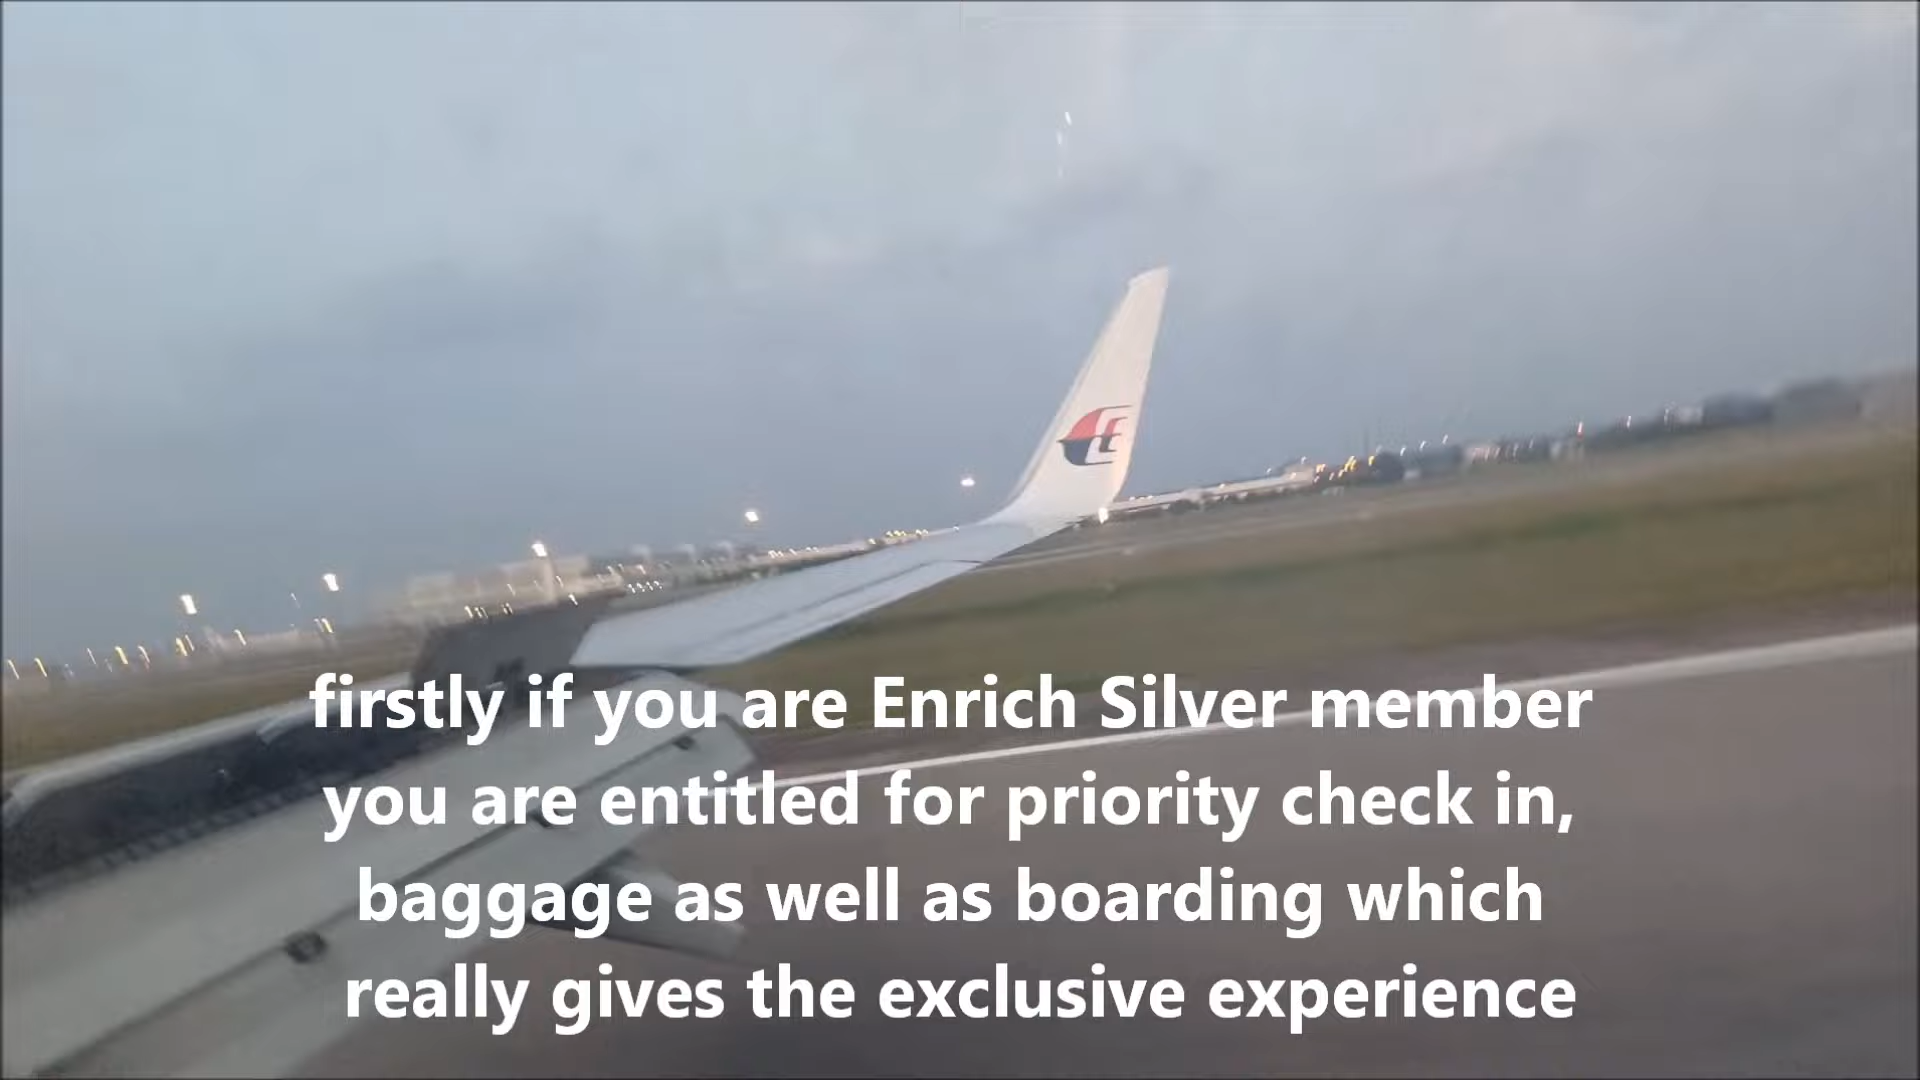 firstly if you are Enrich Silver member
you are entitled for priority check in,
baggage as well as boarding which
really gives the exclusive experience